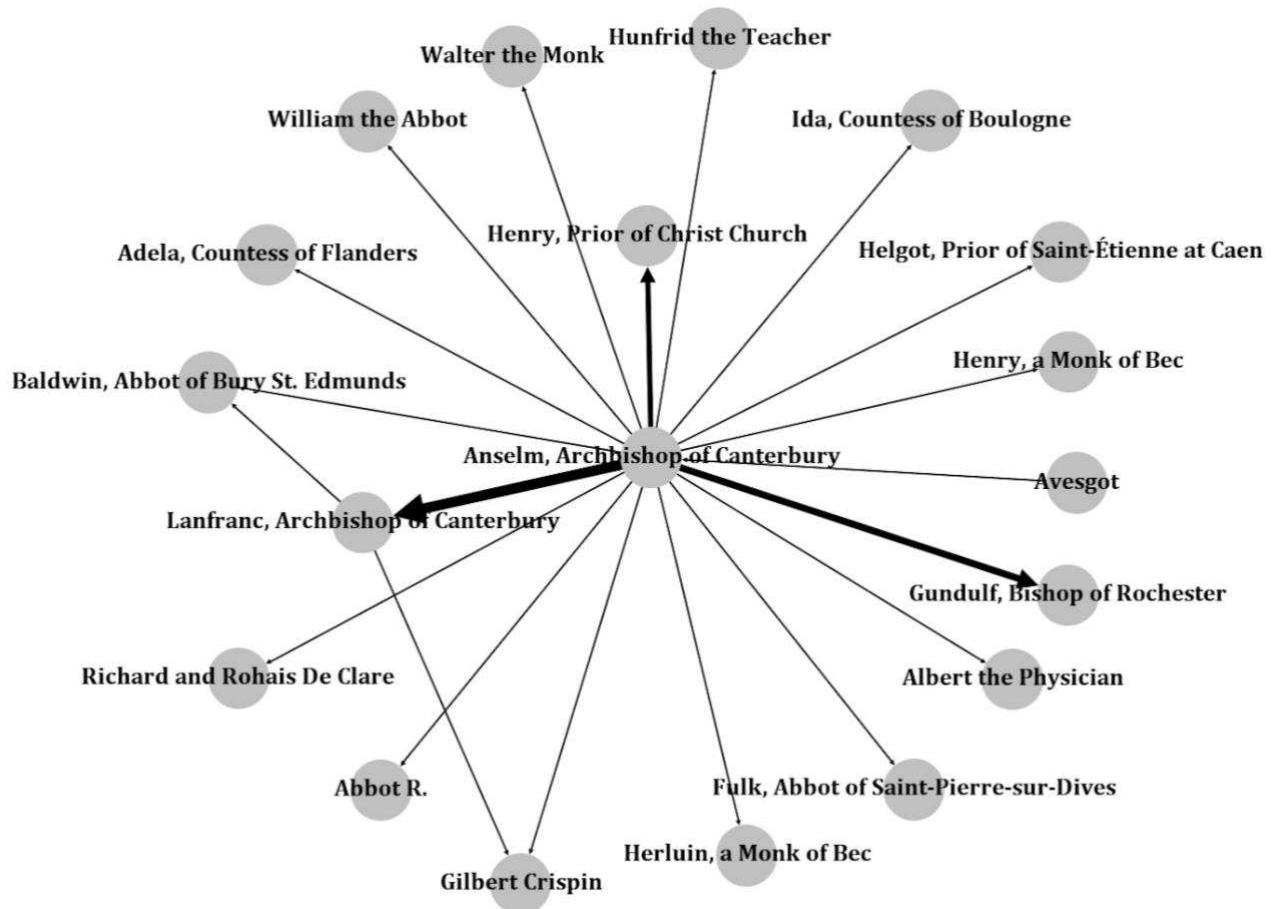 Hunfrid the Teacher
Walter the Monk
William the Abbot
Ida, Countess of Boulogne
Henry, Prior of Christ Church
Adela, Countess of Flanders
Helgot, Prior of Saint-Étienne at Caen
Henry, a Monk of Bec
Baldwin, Abbot of Bury St. Edmunds
Anselm, Archbishop of Canterbury
Avesgot
Lanfranc, Archbishop of Canterbury
Gundulf, Bishop of Rochester
Richard and Rohais De Clare
Albert the Physician
Abbot R.
Fulk, Abbot of Saint-Pierre-sur-Dives
Herluin, a Monk of Bec
Gilbert Crispin